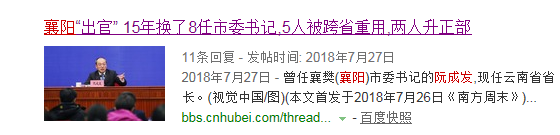 襄阳“出官” 15年换了8任市委书记,5人被跨省重用,两人升正部
11条回复 - 发帖时间: 2018年7月27日
2018年7月27日 - 曾任襄樊(襄阳)市委书记的阮成发,现任云南省省
长。(视觉中国/图)(本文首发于2018年7月26日《南方周末》)...
bbs.cnhubei.com/thread... - 百度快照